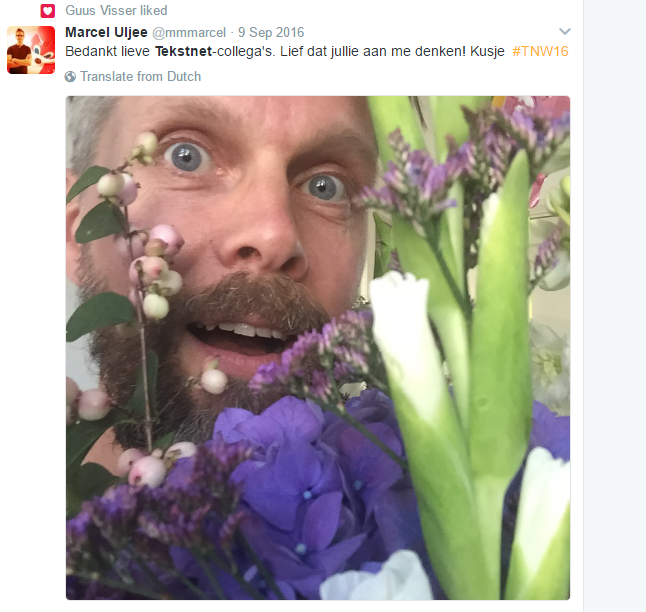 Guus Visser liked
Marcel Uljee @mmmarcel · 9 Sep 2016
Bedankt lieve Tekstnet-collega's. Lief dat jullie aan me denken! Kusje #TNW16
Translate from Dutch